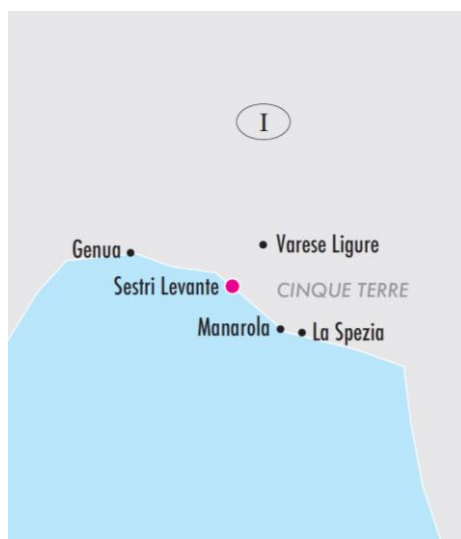 I
Genua
Varese Ligure
Sestri Levante
CINQUE TERRE
Manarola
La Spezia